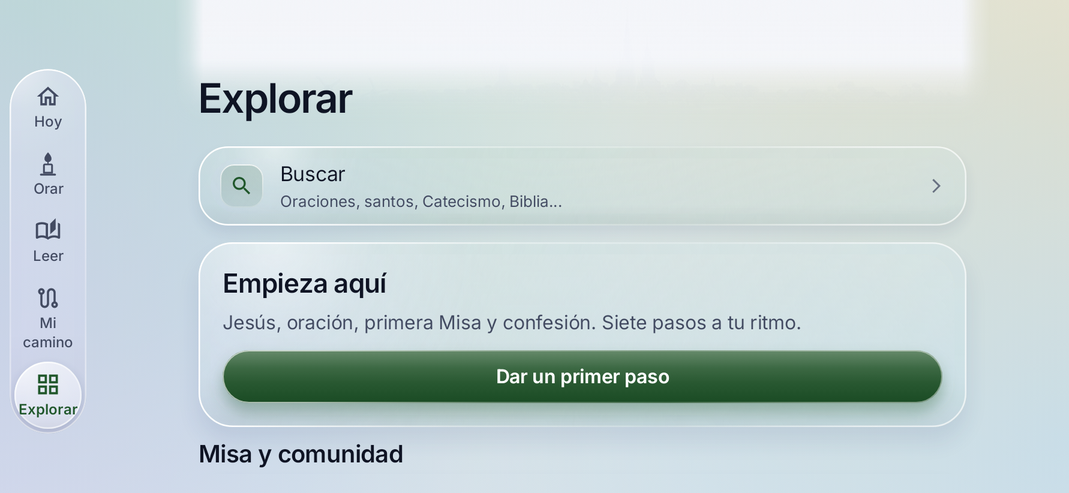 Explorar
Hoy
Orar
Leer
Mi
camino
Explorar
Buscar
Oraciones, santos, Catecismo, Biblia...
Empieza aquí
Jesús, oración, primera Misa y confesión. Siete pasos a tu ritmo.
Dar un primer paso
Misa y comunidad